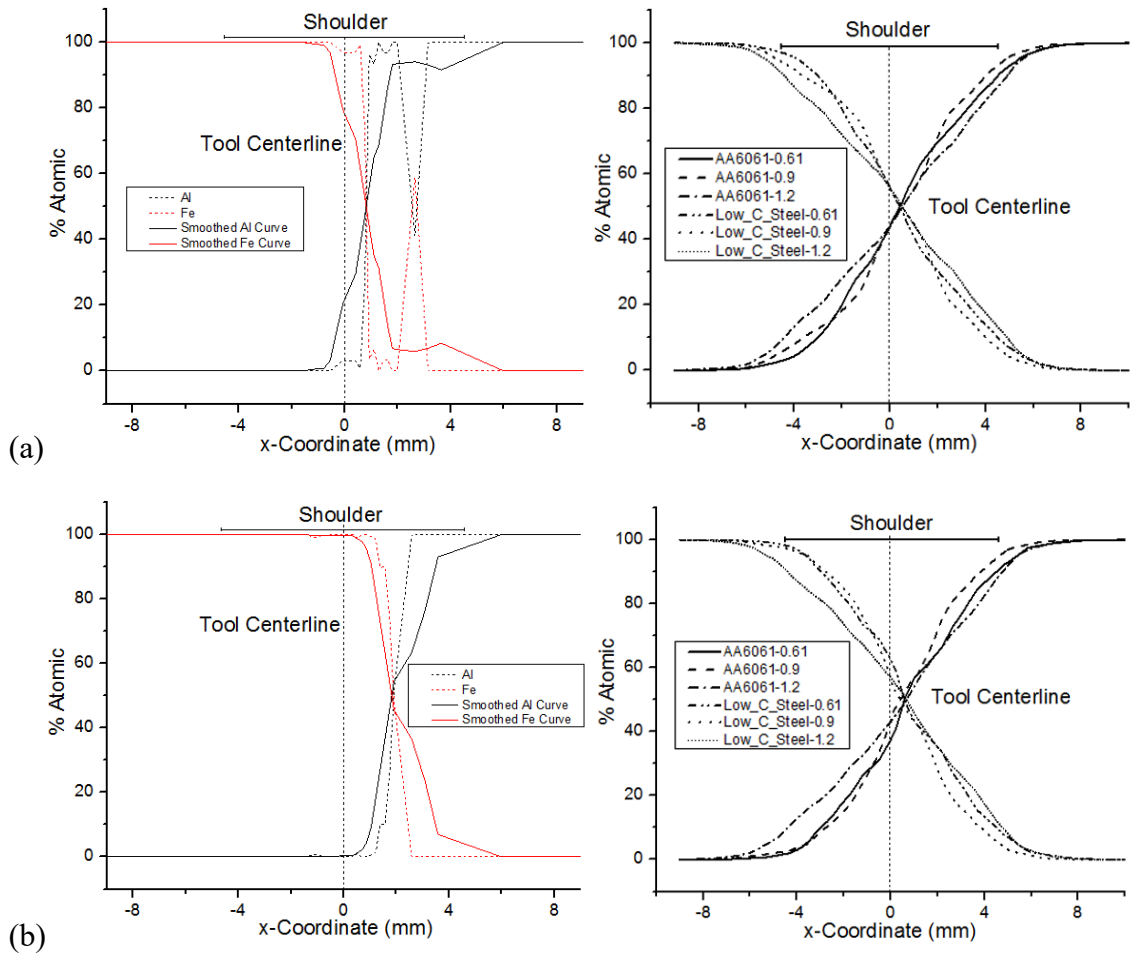 Shoulder
100
80
60
40
20
0
% Atomic
Tool Centerline
Al
Fe
Smoothed Al Curve
Smoothed Fe Curve
-8
-4
0
4
8
x-Coordinate (mm)
Shoulder
100
80
60
40
20
0
% Atomic
AA6061-0.61
AA6061-0.9
AA6061-1.2
Low_C_Steel-0.61
Low_C_Steel-0.9
Low_C_Steel-1.2
Tool Centerline
-8
-4
0
4
8
x-Coordinate (mm)
(a)
Shoulder
100
80
60
40
20
0
% Atomic
Tool Centerline
Al
Fe
Smoothed Al Curve
Smoothed Fe Curve
-8
-4
0
4
8
x-Coordinate (mm)
Shoulder
100
80
60
40
20
0
% Atomic
AA6061-0.61
AA6061-0.9
AA6061-1.2
Low_C_Steel-0.61
Low_C_Steel-0.9
Low_C_Steel-1.2
Tool Centerline
-8
-4
0
4
8
x-Coordinate (mm)
(b)